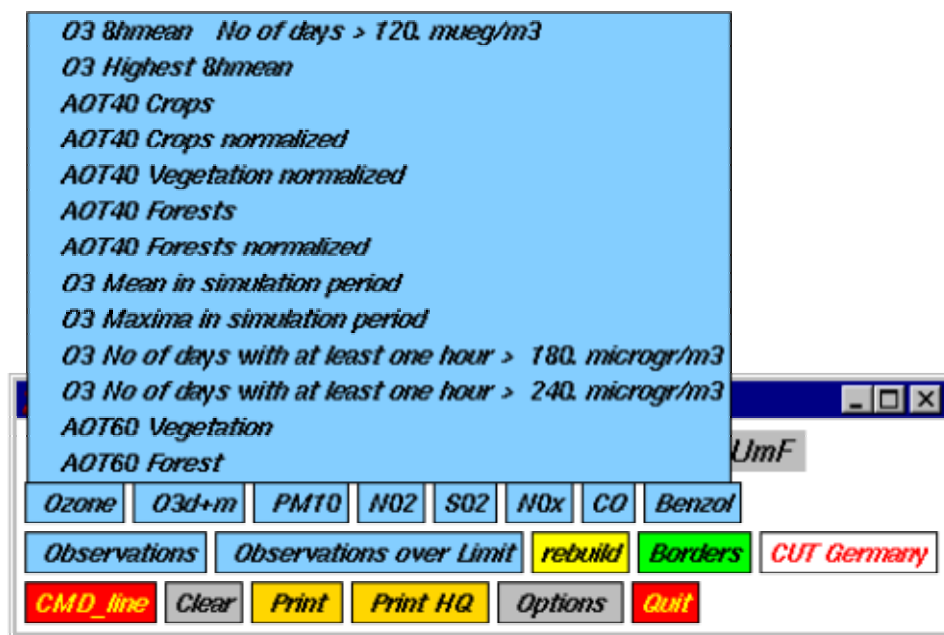 O3 8hmean No of days > 120. mueg/m3
O3 Highest 8hmean
AOT40 Crops
AOT40 Crops normalized
AOT40 Vegetation normalized
AOT40 Forests
AOT40 Forests normalized
O3 Mean in simulation period
O3 Maxima in simulation period
O3 No of days with at least one hour > 180. microgr/m3
O3 No of days with at least one hour > 240. microgr/m3
AOT60 Vegetation
AOT60 Forest
UmF
Ozone O3d+m PM10 NO2 SO2 NOx CO Benzol
Observations Observations over Limit rebuild Borders CUT Germany
CMD_line Clear Print Print HQ Options Quit